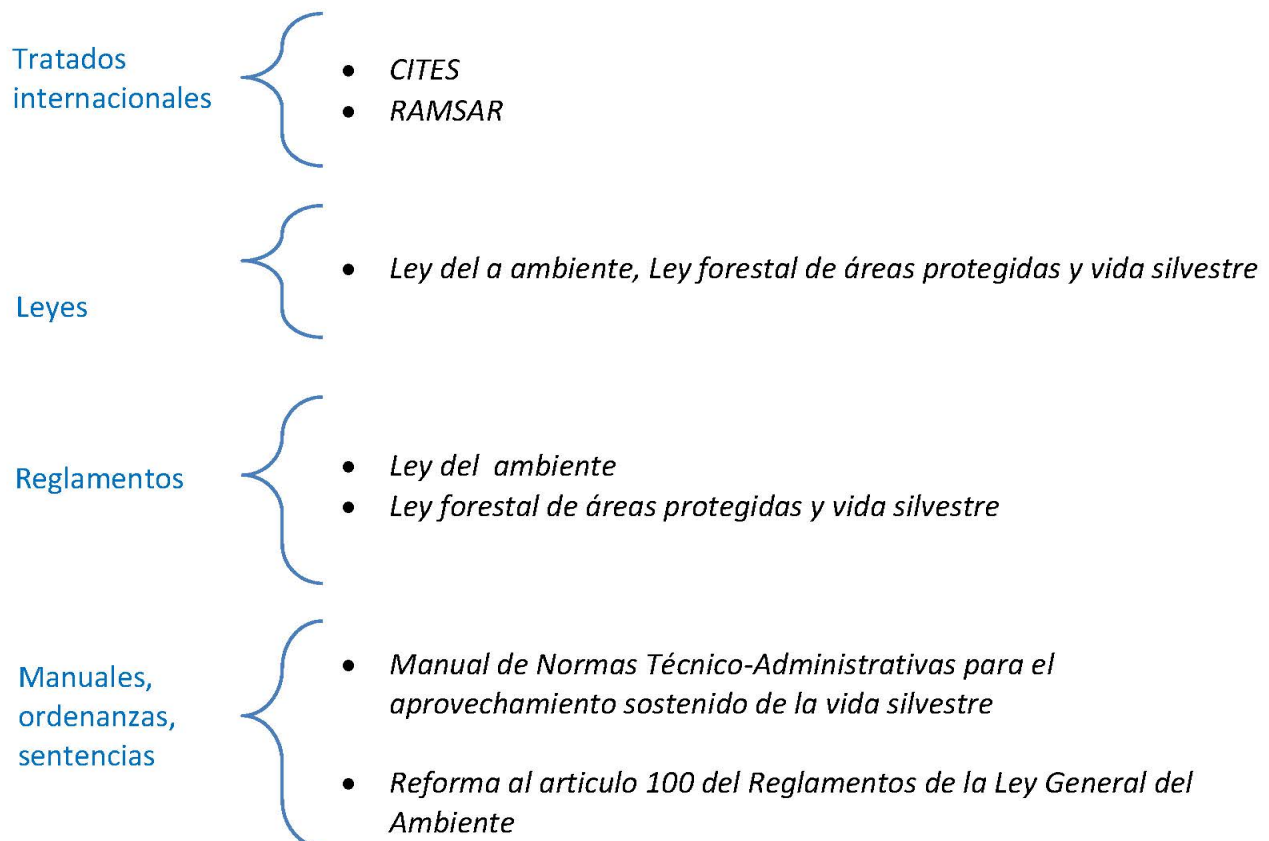 Tratados
internacionales
• CITES
• RAMSAR
Leyes
• Ley del a ambiente, Ley forestal de áreas protegidas y vida silvestre
Reglamentos
• Ley del  ambiente
• Ley forestal de áreas protegidas y vida silvestre
Manuales,
ordenanzas,
sentencias
• Manual de Normas Técnico-Administrativas para el
aprovechamiento sostenido de la vida silvestre
• Reforma al articulo 100 del Reglamentos de la Ley General del
Ambiente